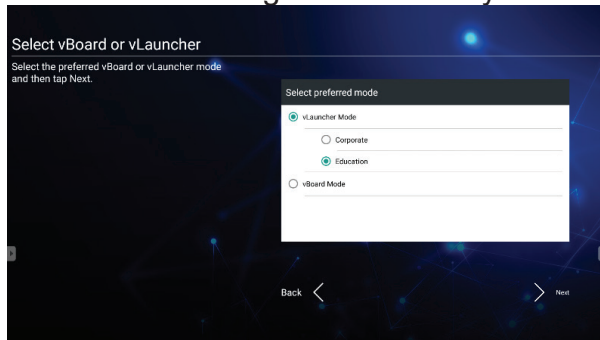 Select vBoard or vLauncher
Select the preferred vBoard or vLauncher mode
and then tap Next.
Select preferred mode
vLauncher Mode
Corporate
Education
vBoard Mode
Back
Next